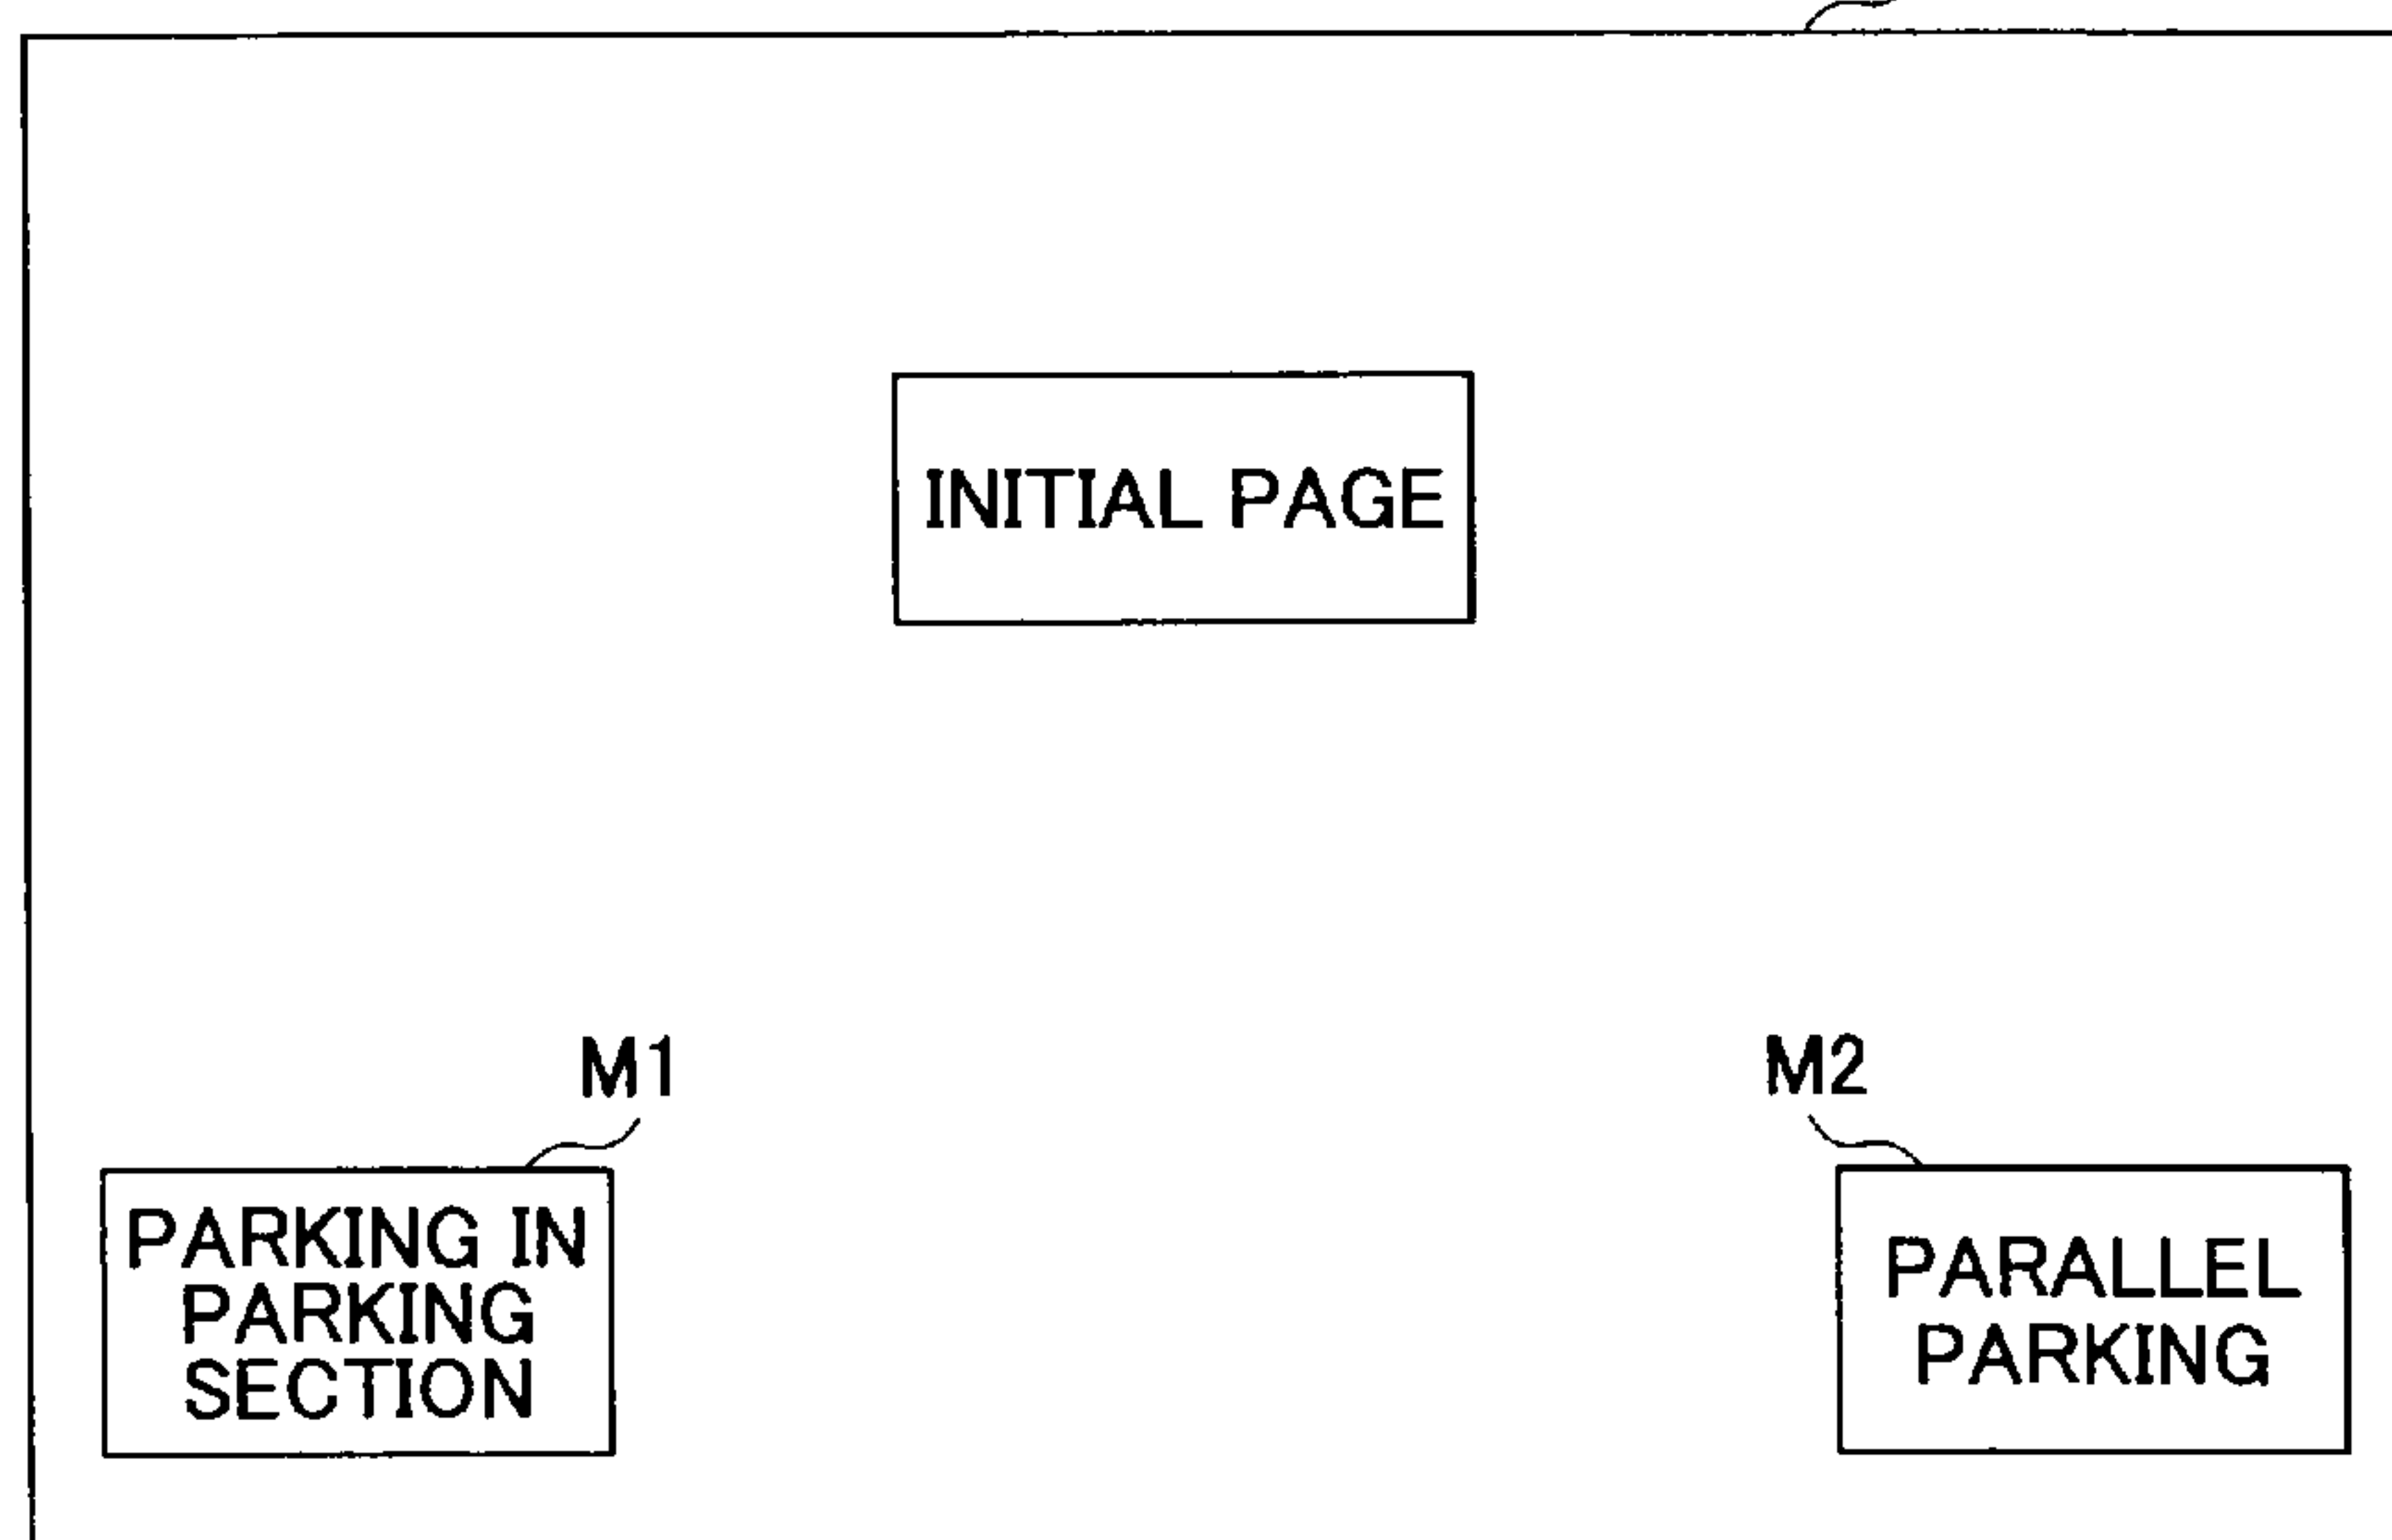 INITIAL PAGE
M1
M2
PARKING IN
PARKING
SECTION
PARALLEL
PARKING